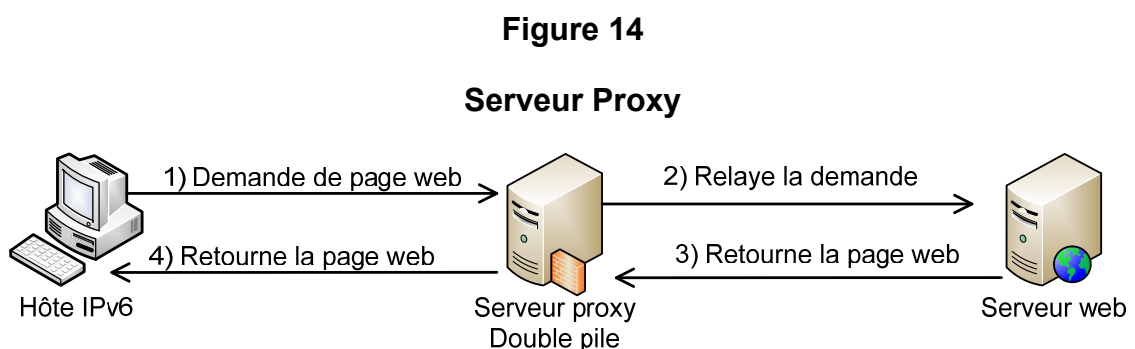 Figure 14
Serveur Proxy
1) Demande de page web
2) Relaye la demande
4) Retourne la page web
3) Retourne la page web
Hôte IPv6
Serveur proxy
Double pile
Serveur web